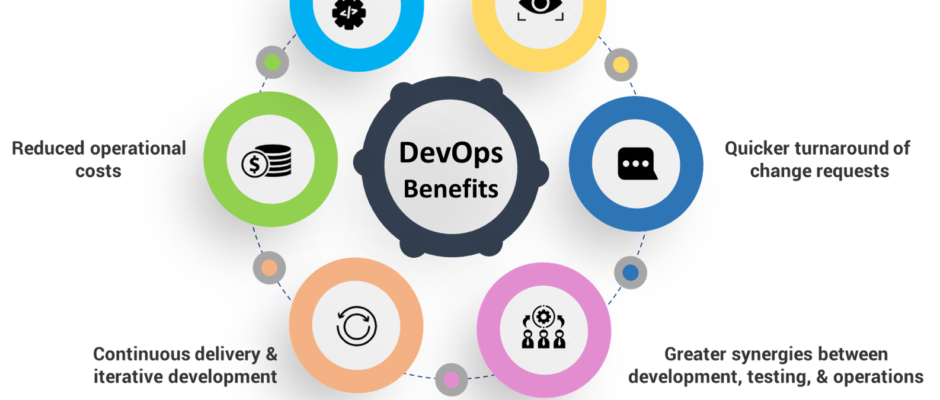 DevOps
Benefits
Reduced operational
costs
Quicker turnaround of
change requests
Continuous delivery &
iterative development
Greater synergies between
development, testing, & operations